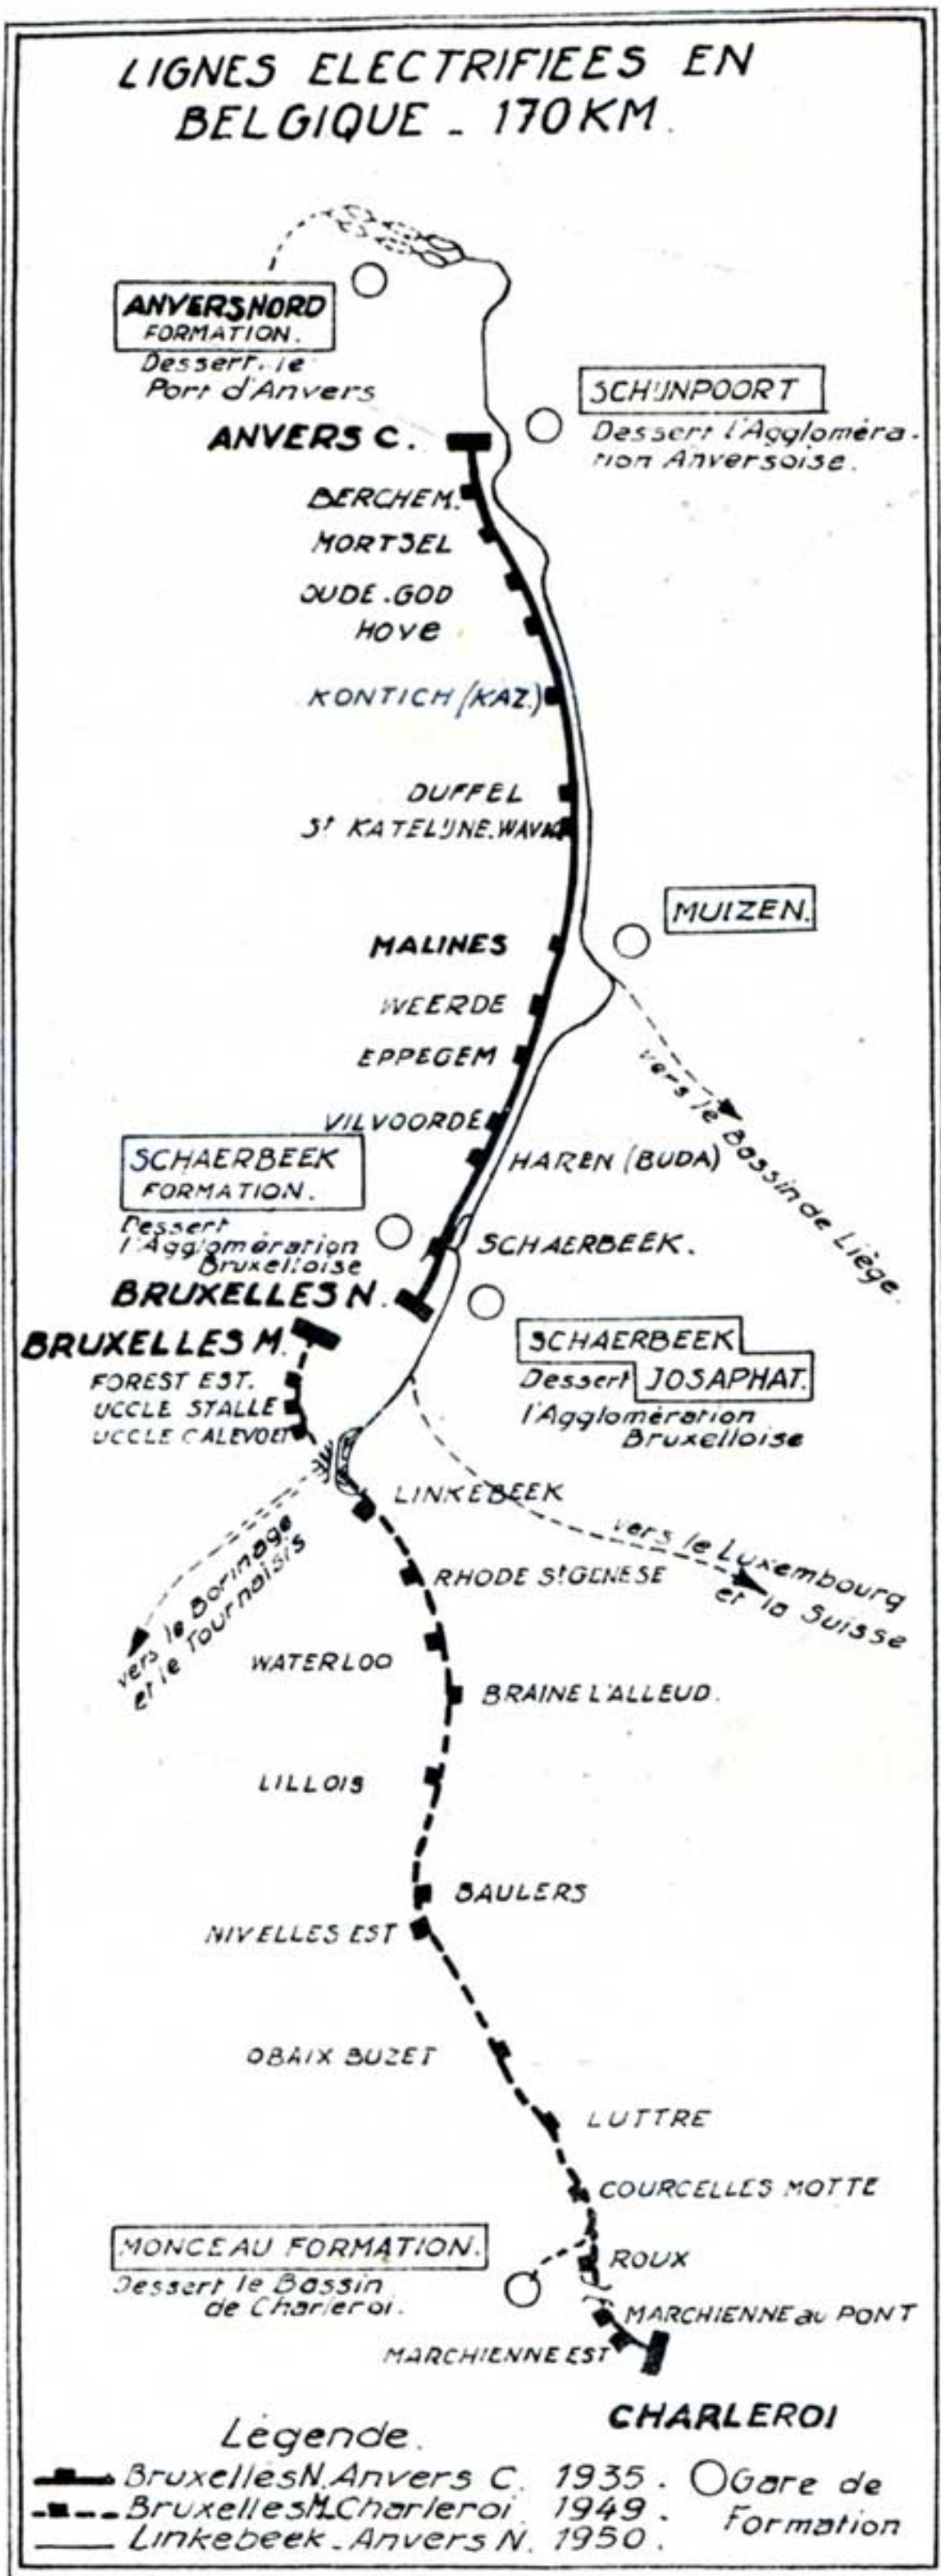 LIGNES ELECTRIFIEES EN
BELGIQUE - 170 KM.
ANVERS NORD
FORMATION.
Dessert le
Port d'Anvers
SCHIJNPOORT
Dessert l'Aggloméra-
tion Anversoise.
ANVERS C.
BERCHEM.
MORTSEL
OUDE.GOD
HOVE
KONTICH (KAZ.)
DUFFEL
St KATELIJNE.WAVR
MUIZEN.
MALINES
WEERDE
EPPEGEM
vers le Bassin de Liège.
VILVOORDE
HAREN (BUDA)
SCHAERBEEK
FORMATION.
Dessert
l'Agglomération
Bruxelloise
SCHAERBEEK.
BRUXELLES N.
BRUXELLES M.
SCHAERBEEK
Dessert JOSAPHAT.
l'Agglomération
Bruxelloise
FOREST EST.
UCCLE STALLE
UCCLE CALEVOET
LINKEBEEK
vers le Borinage
et le Tournaisis
vers le Luxembourg
et la Suisse
RHODE St GENESE
WATERLOO
BRAINE L'ALLEUD.
LILLOIS
BAULERS
NIVELLES EST
OBAIX BUZET
LUTTRE
COURCELLES MOTTE
MONCEAU FORMATION.
Dessert le Bassin
de Charleroi.
ROUX
MARCHIENNE au PONT
MARCHIENNE EST
CHARLEROI
Légende.
Bruxelles N. Anvers C. 1935.
Bruxelles M. Charleroi 1949.
Linkebeek - Anvers N. 1950.
Gare de
Formation